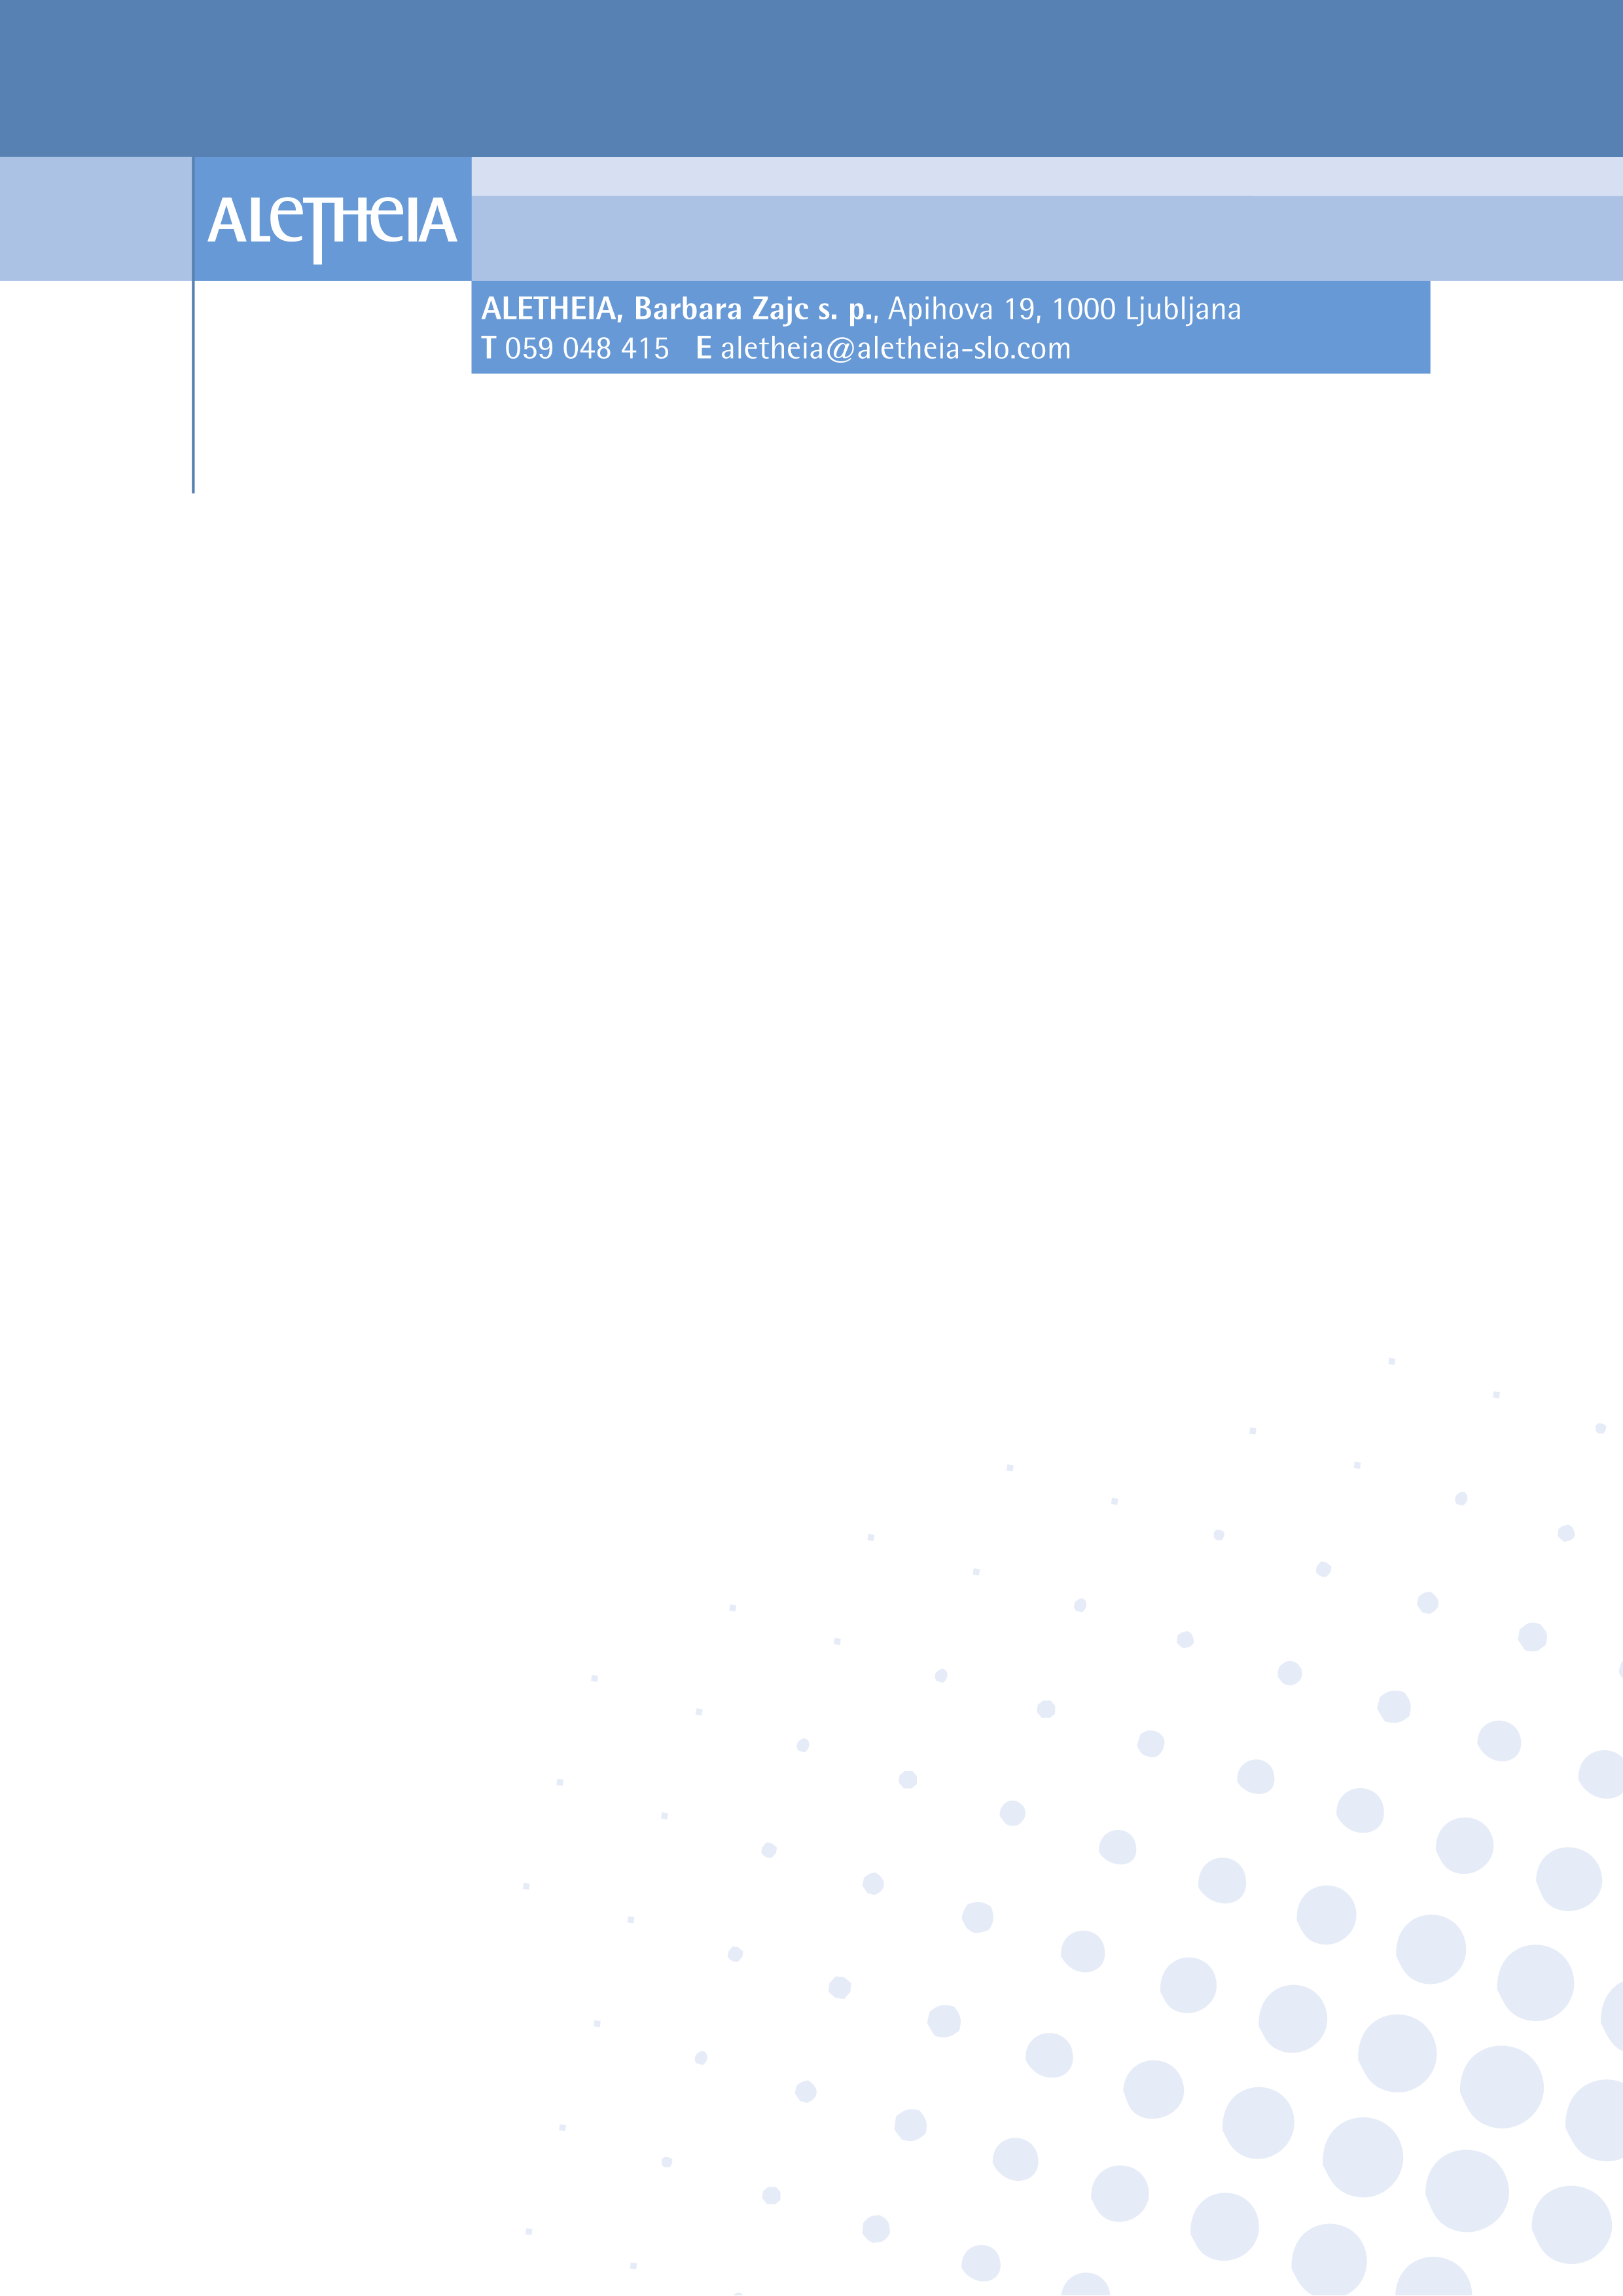 ALeTHeIA
ALETHEIA, Barbara Zajc s. p., Apihova 19, 1000 Ljubljana
T 059 048 415 E aletheia@aletheia-slo.com